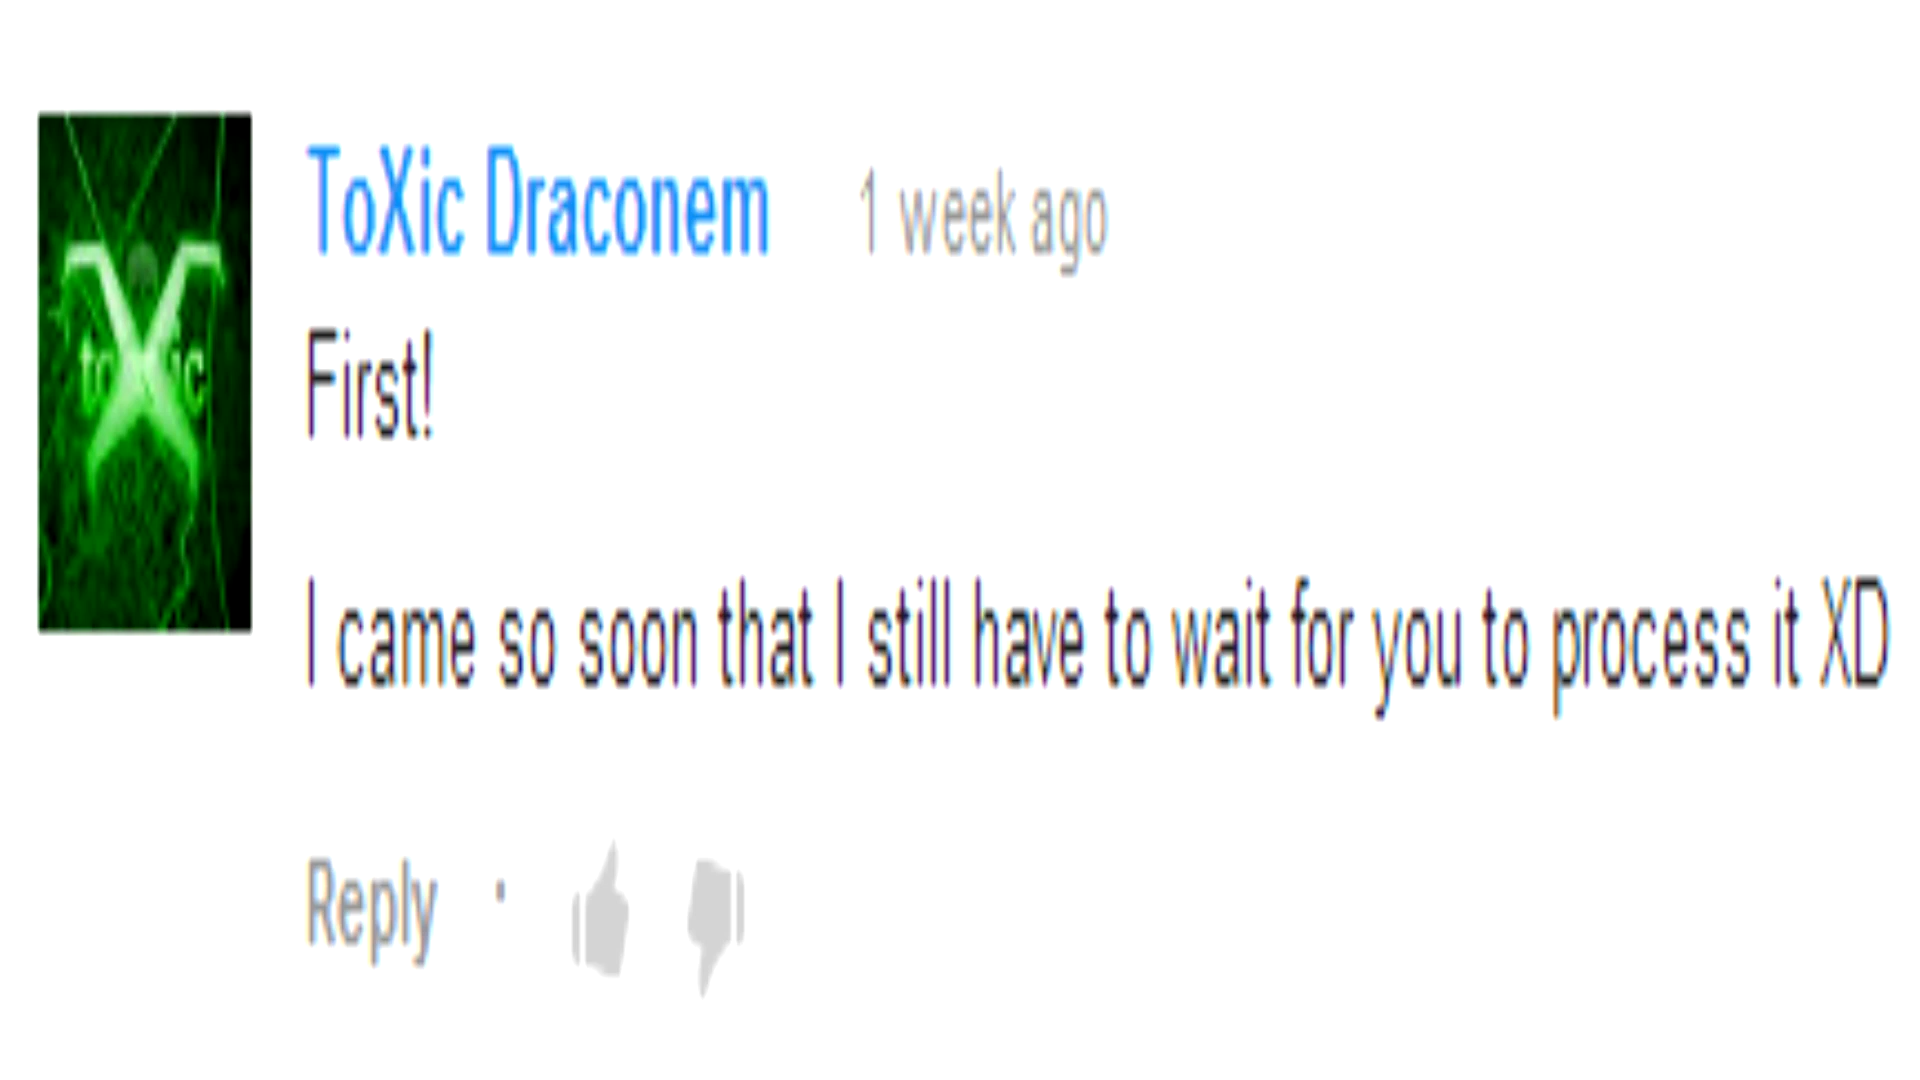 toXic
ToXic Draconem 1 week ago
First!
I came so soon that I still have to wait for you to process it XD
Reply ·